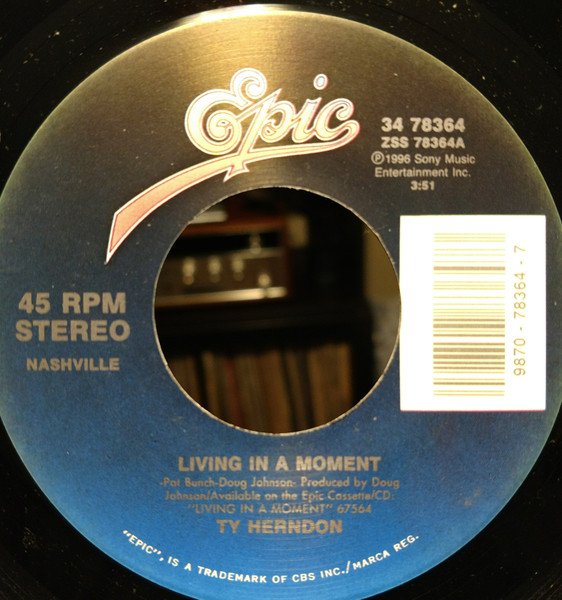 Epic
34 78364
ZSS 78364A
Ⓟ1996 Sony Music
Entertainment Inc.
3:51
9870 - 78364 - 7
45 RPM
STEREO
NASHVILLE
LIVING IN A MOMENT
-Pat Bunch-Doug Johnson- Produced by Doug
Johnson/Available on the Epic Cassette/CD:
"LIVING IN A MOMENT" 67564
TY HERNDON
"EPIC", IS A TRADEMARK OF CBS INC./MARCA REG.